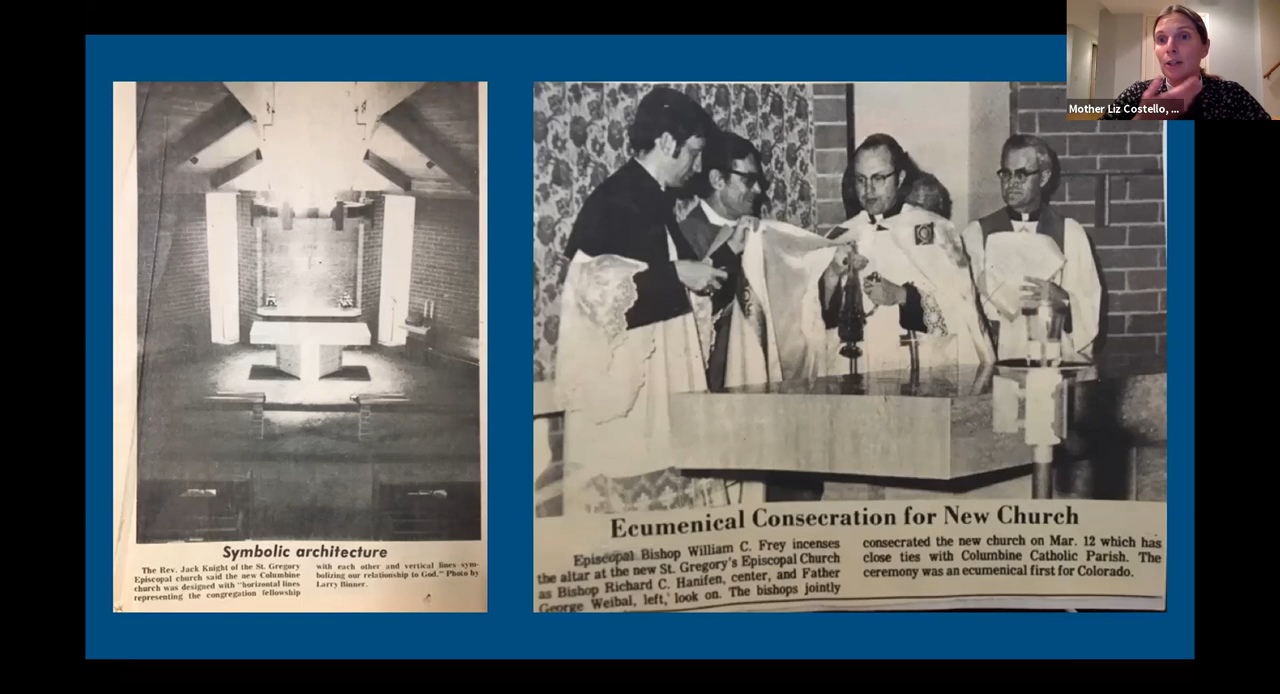 Mother Liz Costello, ...
Symbolic architecture
The Rev. Jack Knight of the St. Gregory
Episcopal church said the new Columbine
church was designed with "horizontal lines
representing the congregation fellowship
with each other and vertical lines sym-
bolizing our relationship to God." Photo by
Larry Binner.
Ecumenical Consecration for New Church
Episcopal Bishop William C. Frey incenses
the altar at the new St. Gregory's Episcopal Church
as Bishop Richard C. Hanifen, center, and Father
George Weibal, left, look on. The bishops jointly
consecrated the new church on Mar. 12 which has
close ties with Columbine Catholic Parish. The
ceremony was an ecumenical first for Colorado.